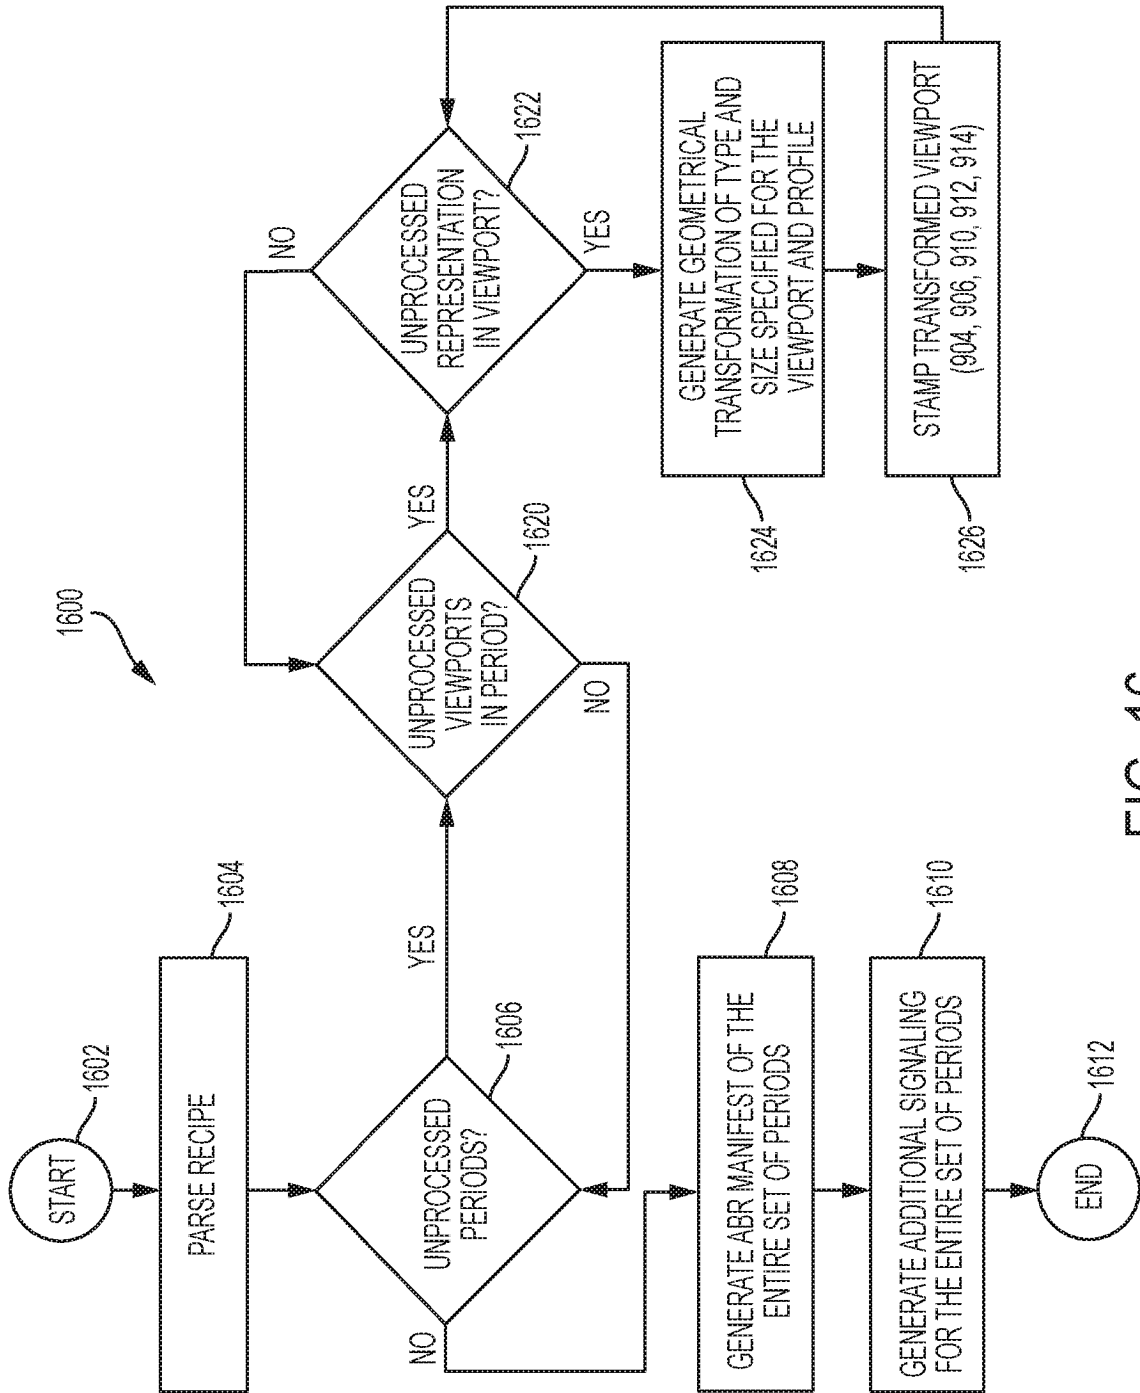 1600
START
1602
PARSE RECIPE
1604
UNPROCESSED
PERIODS?
1606
YES
NO
UNPROCESSED
VIEWPORTS
IN PERIOD?
1620
YES
NO
UNPROCESSED
REPRESENTATION
IN VIEWPORT?
1622
NO
YES
GENERATE GEOMETRICAL
TRANSFORMATION OF TYPE AND
SIZE SPECIFIED FOR THE
VIEWPORT AND PROFILE
1624
STAMP TRANSFORMED VIEWPORT
(904, 906, 910, 912, 914)
1626
GENERATE ABR MANIFEST OF THE
ENTIRE SET OF PERIODS
1608
GENERATE ADDITIONAL SIGNALING
FOR THE ENTIRE SET OF PERIODS
1610
END
1612
FIG. 16